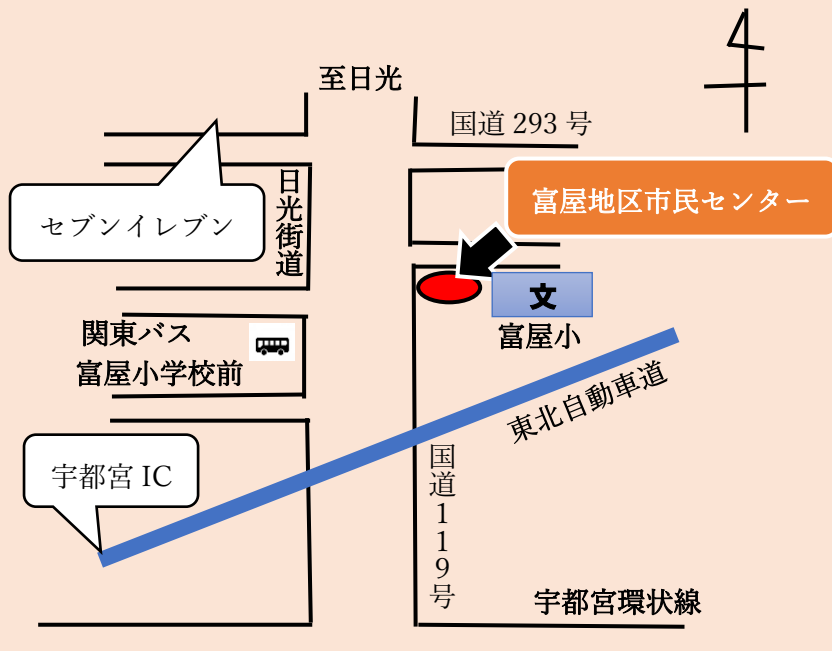 至日光
国道 293 号
富屋地区市民センター
セブンイレブン
日光街道
文
富屋小
関東バス
富屋小学校前
東北自動車道
宇都宮 IC
国道119号
宇都宮環状線